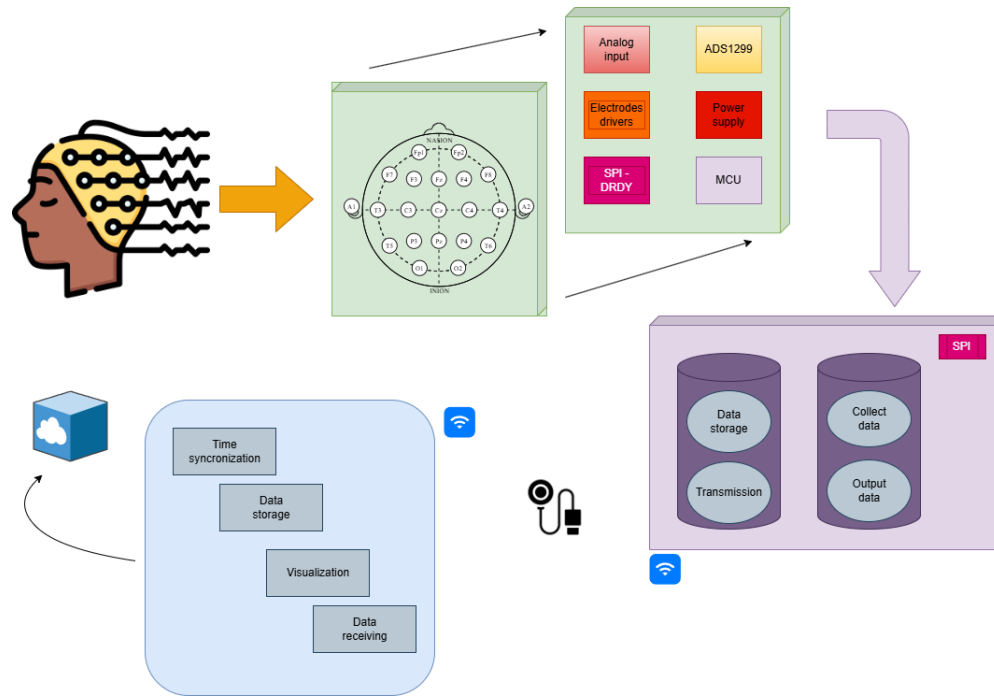 Analog
input
ADS1299
Electrodes
drivers
Power
supply
SPI -
DRDY
MCU
NASION
Fp1 Fp2
F7 F3 Fz F4 F8
A1 T3 C3 Cz C4 T4 A2
T5 P3 Pz P4 T6
O1 O2
INION
SPI
Data
storage
Collect
data
Transmission
Output
data
Time
syncronization
Data
storage
Visualization
Data
receiving